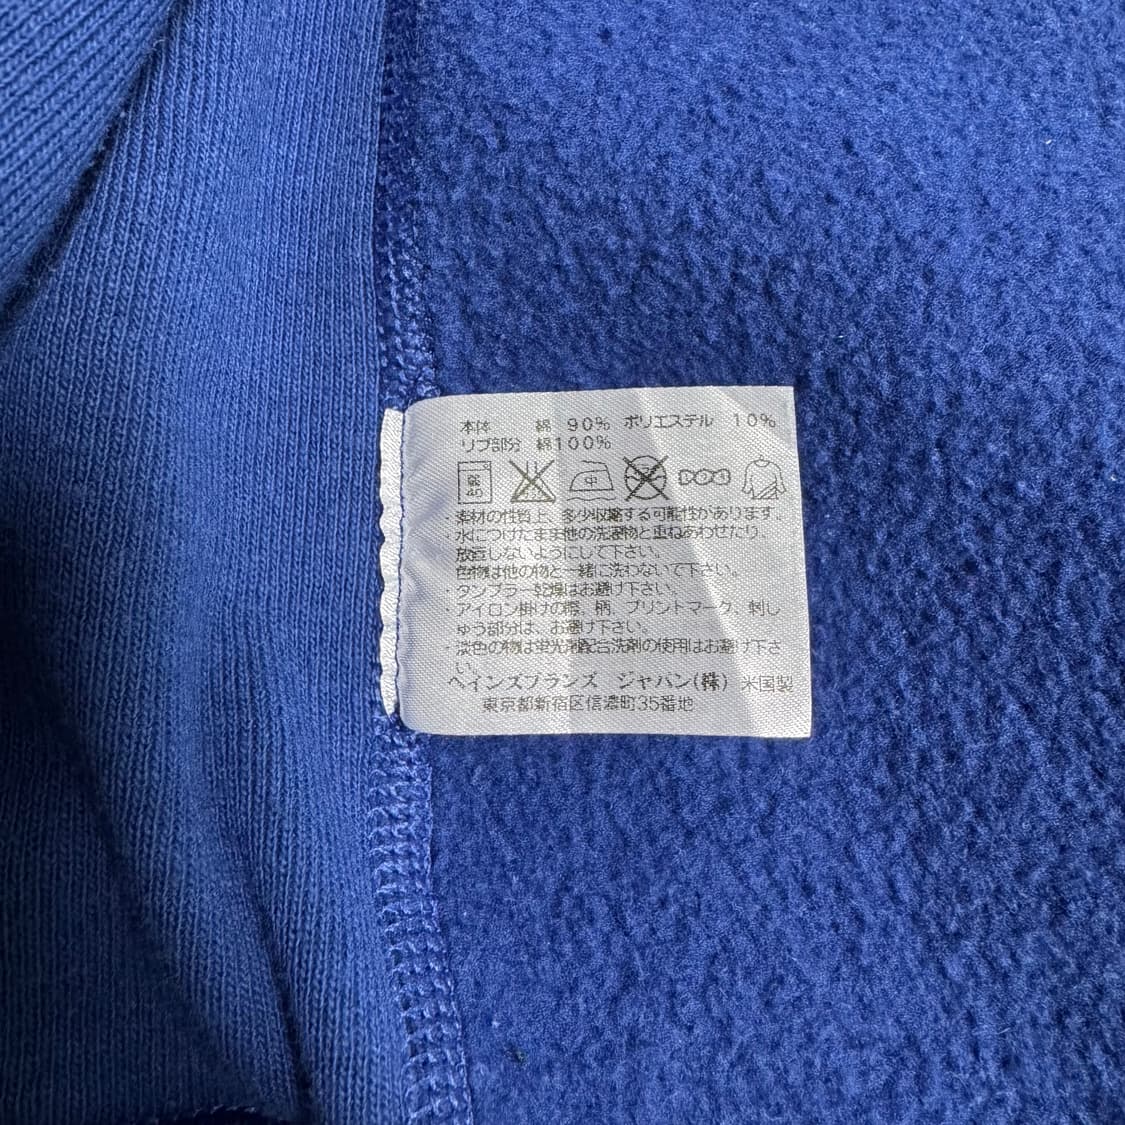 本体 綿 90% ポリエステル 10%
リブ部分 綿100%
弱 40 中
・素材の性質上、多少収縮する可能性があります。
・水につけたまま他の洗濯物と重ねあわせたり、
放置しないようにして下さい。
色物は他の物と一緒に洗わないで下さい。
・タンブラー乾燥はお避け下さい。
・アイロン掛けの際、柄、プリントマーク、刺し
ゅう部分は、お避け下さい。
・淡色の物は蛍光剤配合洗剤の使用はお避け下さ
い。
ヘインズブランズ ジャパン(株) 米国製
東京都新宿区信濃町35番地